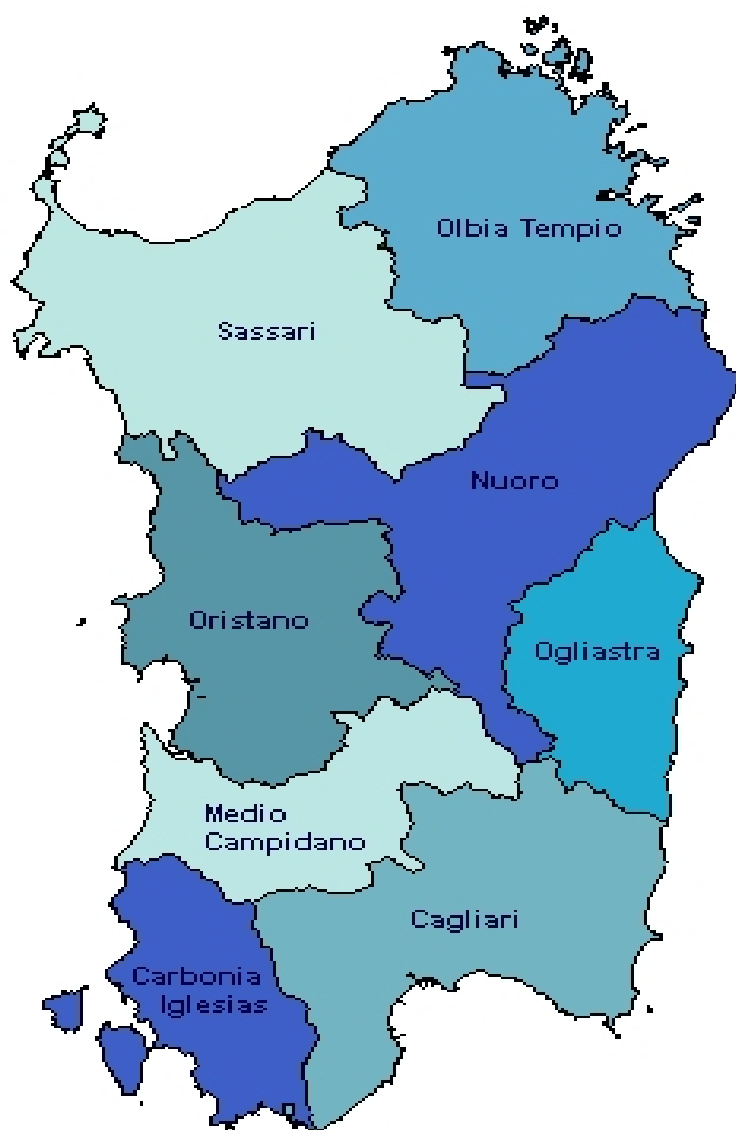 Olbia Tempio
Sassari
Nuoro
Oristano
Ogliastra
Medio
Campidano
Cagliari
Carbonia
Iglesias